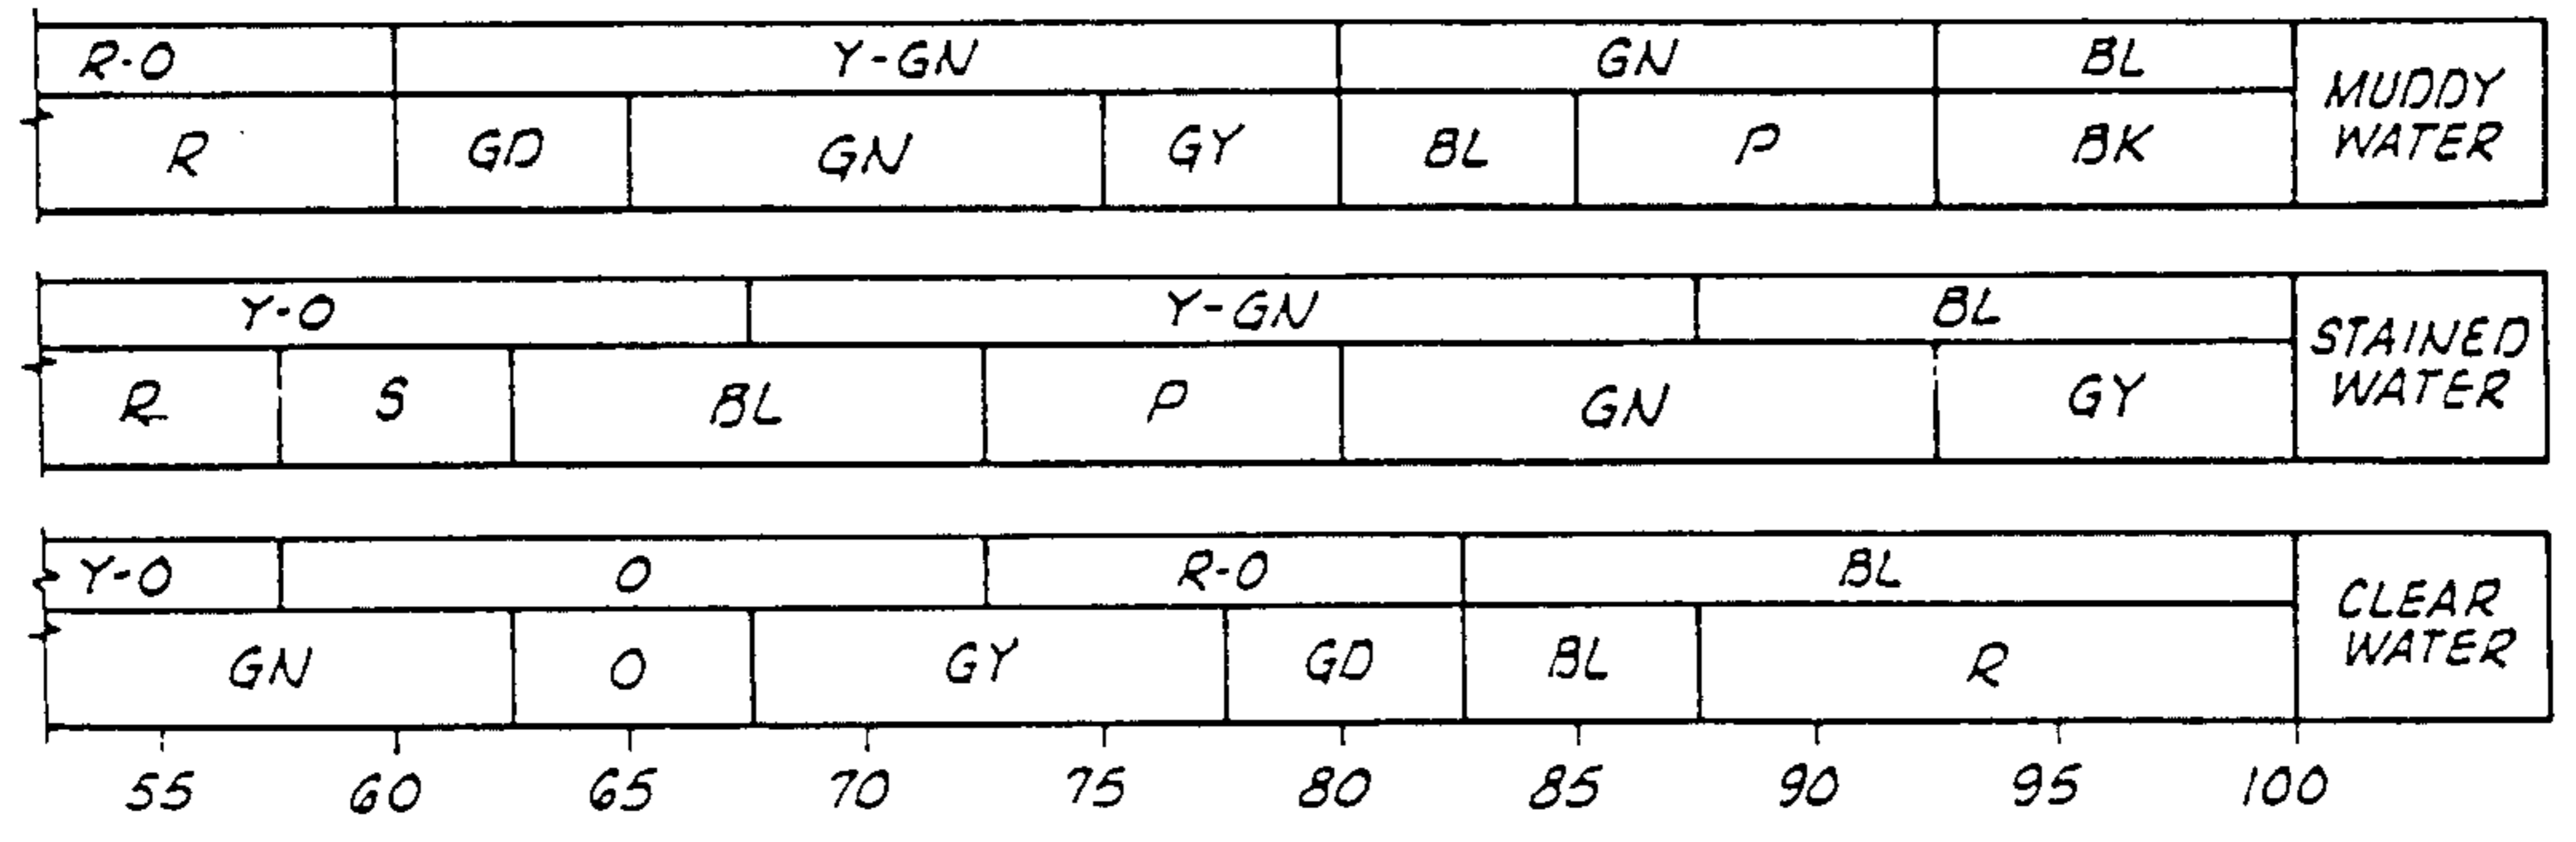 R-O Y-GN GN BL
R GD GN GY BL P BK
MUDDY
WATER
Y-O Y-GN BL
R S BL P GN GY
STAINED
WATER
Y-O O R-O BL
GN O GY GD BL R
CLEAR
WATER
55 60 65 70 75 80 85 90 95 100